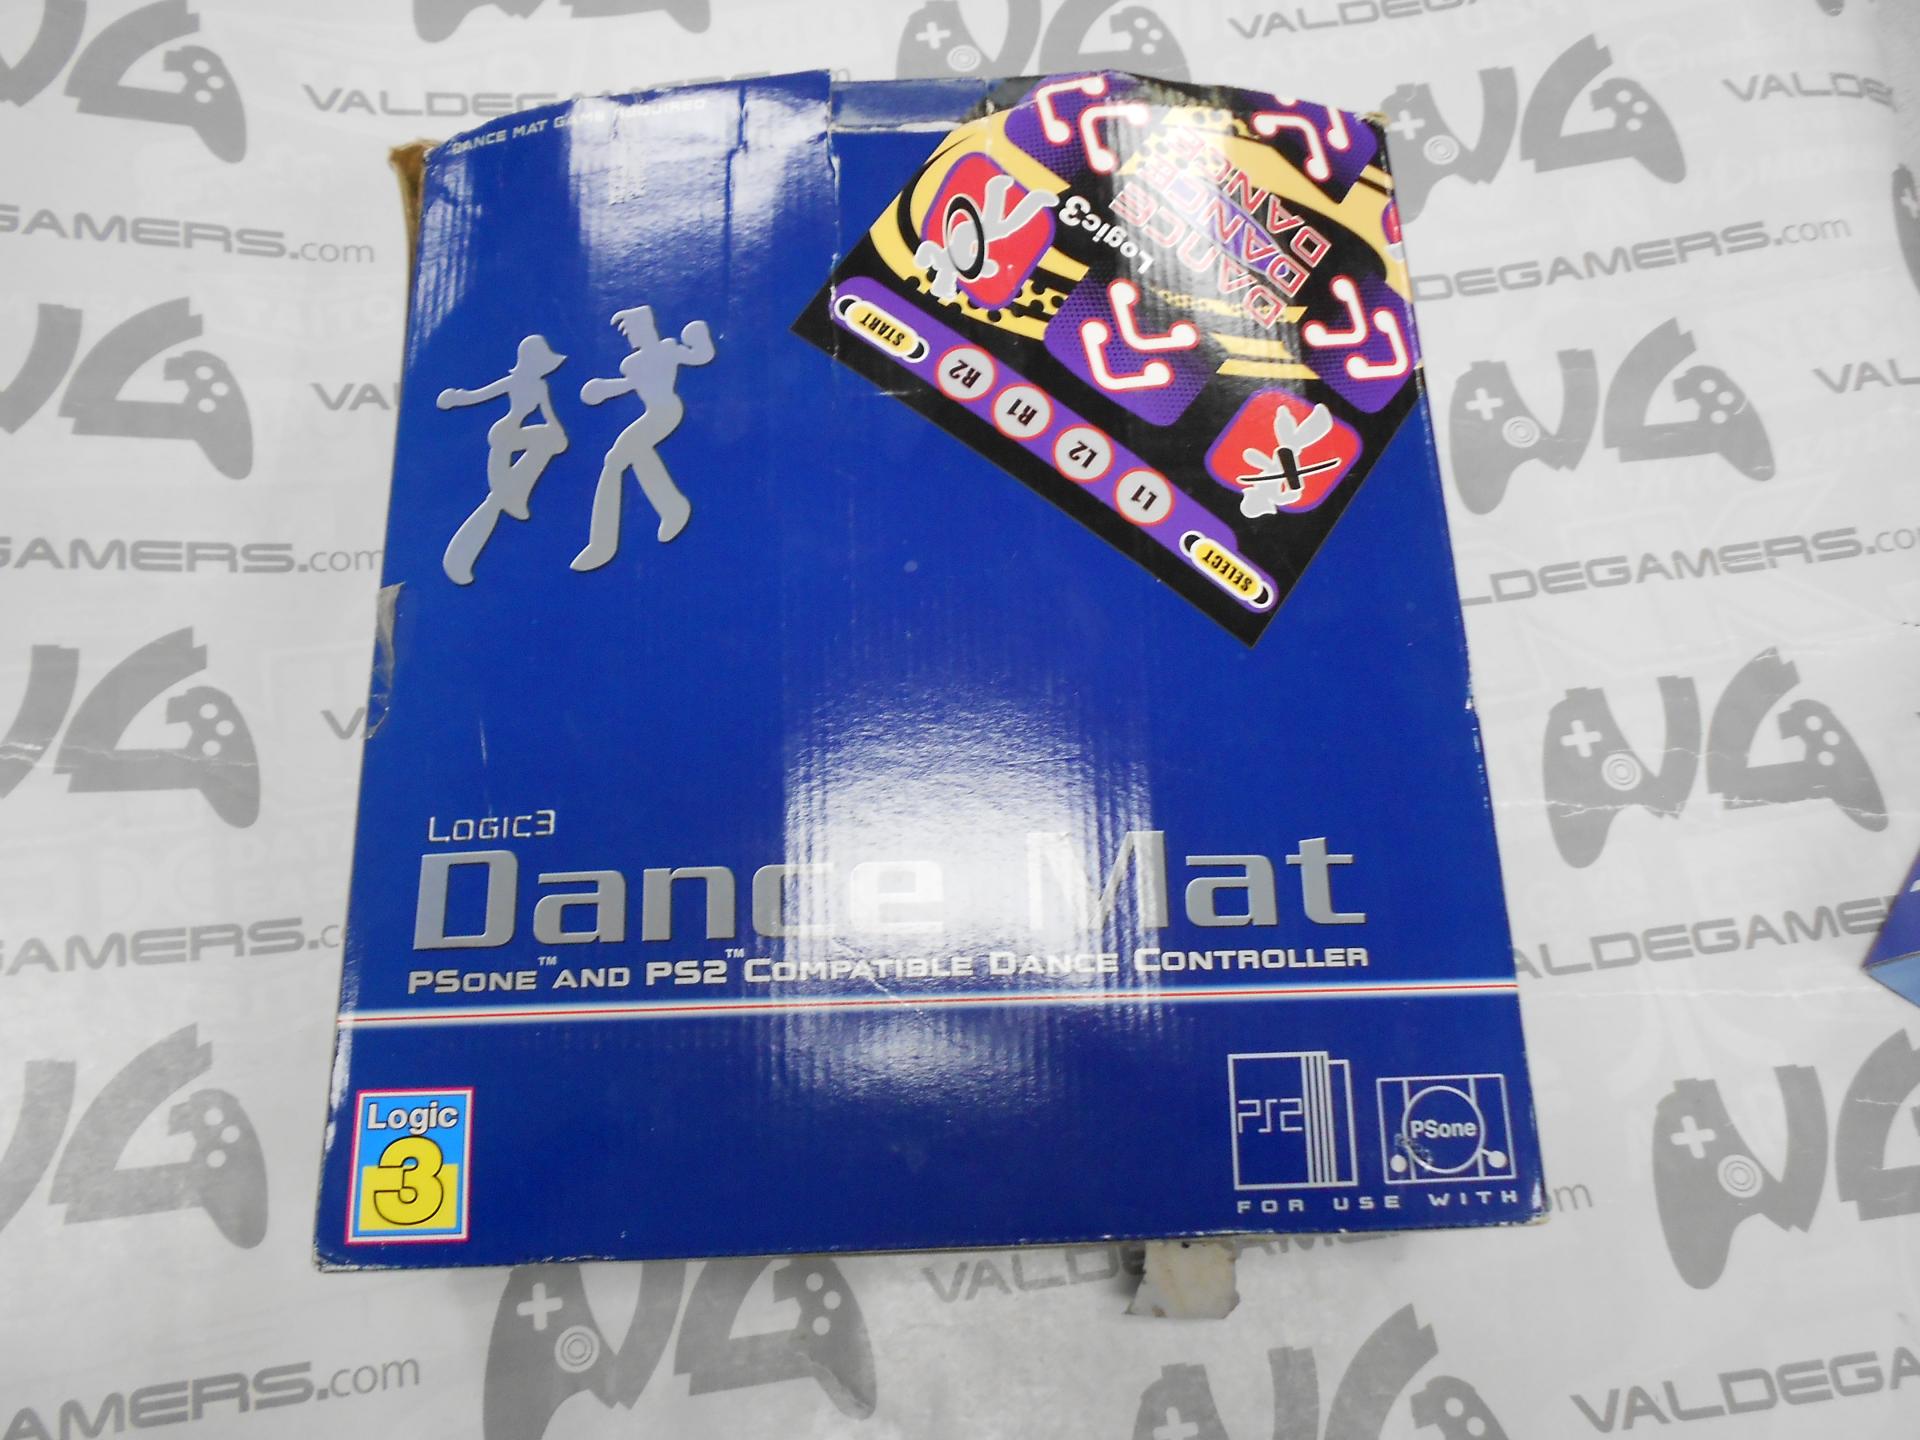 DANCE MAT GAME REQUIRED
Logic3
DANCE
DANCE
DANCE
START
R2
R1
L2
L1
SELECT
LOGIC3
Dance Mat
PSONE™ AND PS2™ COMPATIBLE DANCE CONTROLLER
Logic
3
PS2
PSone
FOR USE WITH
VALDEGAMERS.com